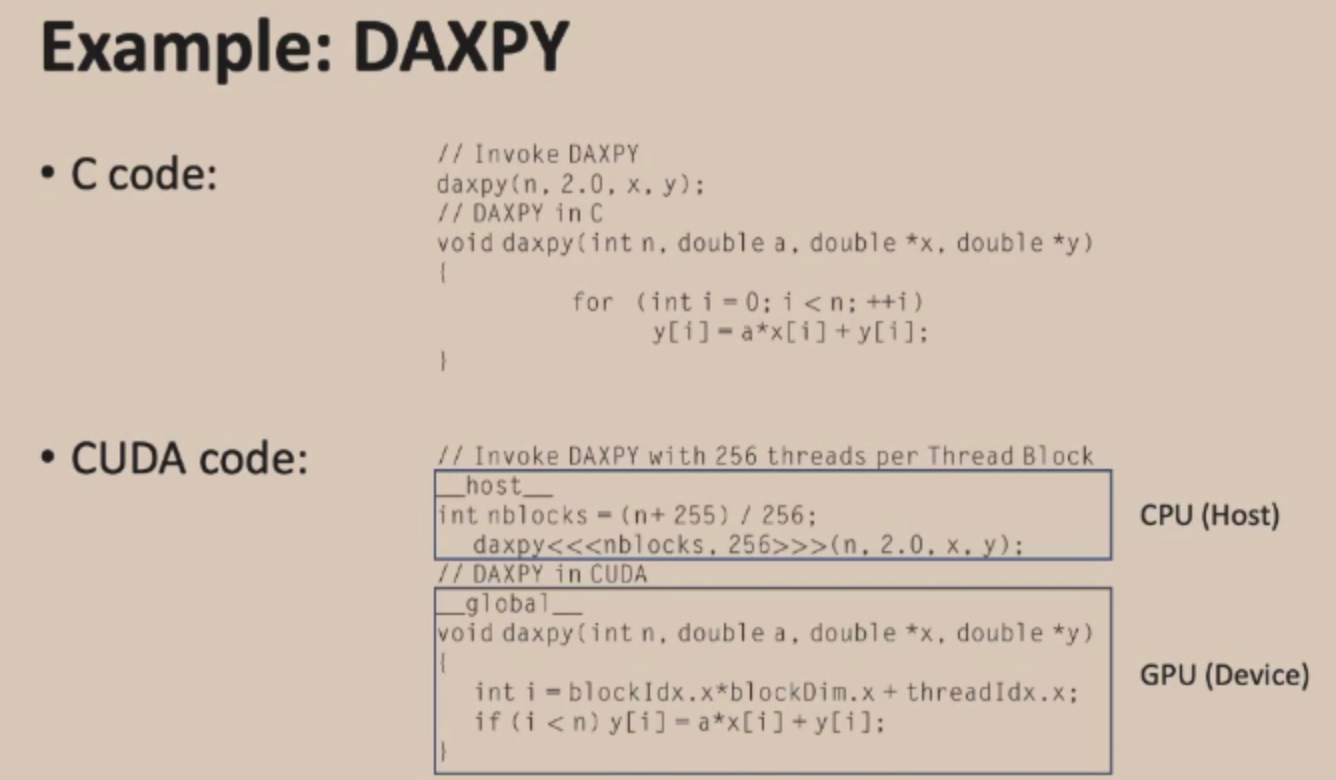 Example: DAXPY
• C code:
// Invoke DAXPY
daxpy(n, 2.0, x, y);
// DAXPY in C
void daxpy(int n, double a, double *x, double *y)
{
for (int i = 0; i < n; ++i)
y[i] = a*x[i] + y[i];
}
• CUDA code:
// Invoke DAXPY with 256 threads per Thread Block
__host__
int nblocks = (n+ 255) / 256;
daxpy<<<nblocks, 256>>>(n, 2.0, x, y);
CPU (Host)
// DAXPY in CUDA
__global__
void daxpy(int n, double a, double *x, double *y)
{
int i = blockIdx.x*blockDim.x + threadIdx.x;
if (i < n) y[i] = a*x[i] + y[i];
}
GPU (Device)